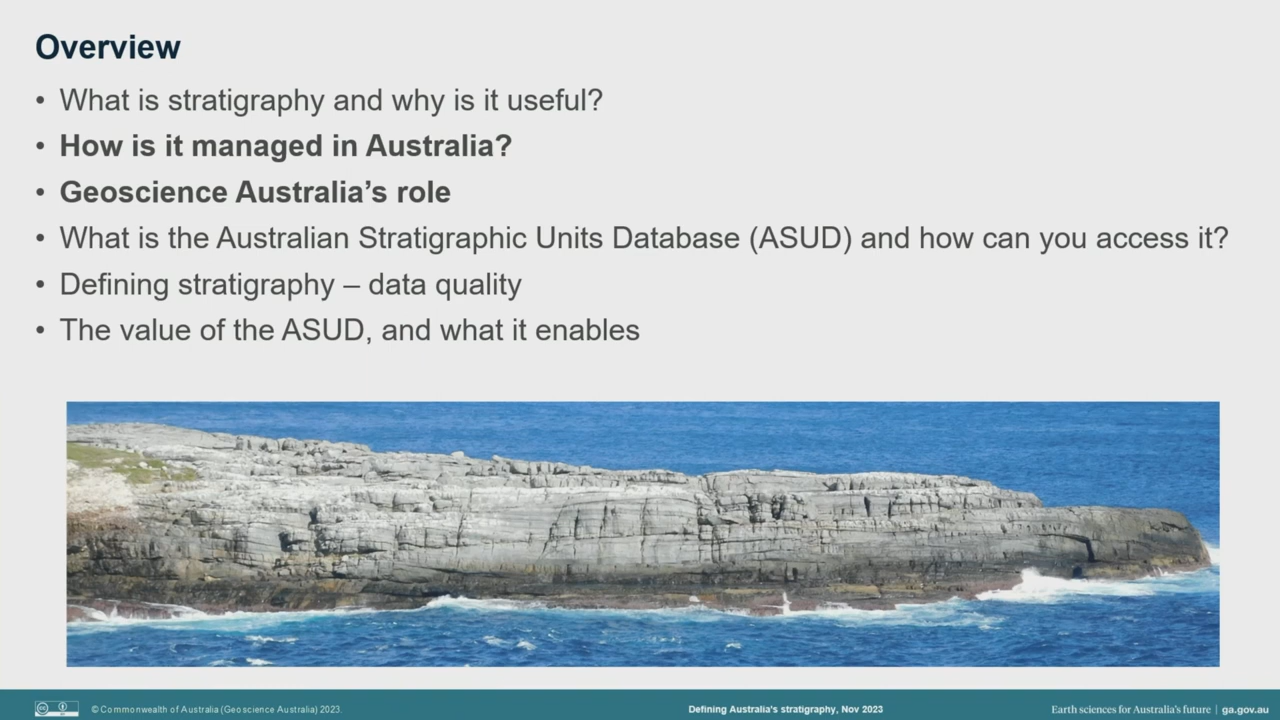 Overview
• What is stratigraphy and why is it useful?
• How is it managed in Australia?
• Geoscience Australia’s role
• What is the Australian Stratigraphic Units Database (ASUD) and how can you access it?
• Defining stratigraphy – data quality
• The value of the ASUD, and what it enables
© Commonwealth of Australia (Geoscience Australia) 2023.
Defining Australia's stratigraphy, Nov 2023
Earth sciences for Australia's future | ga.gov.au